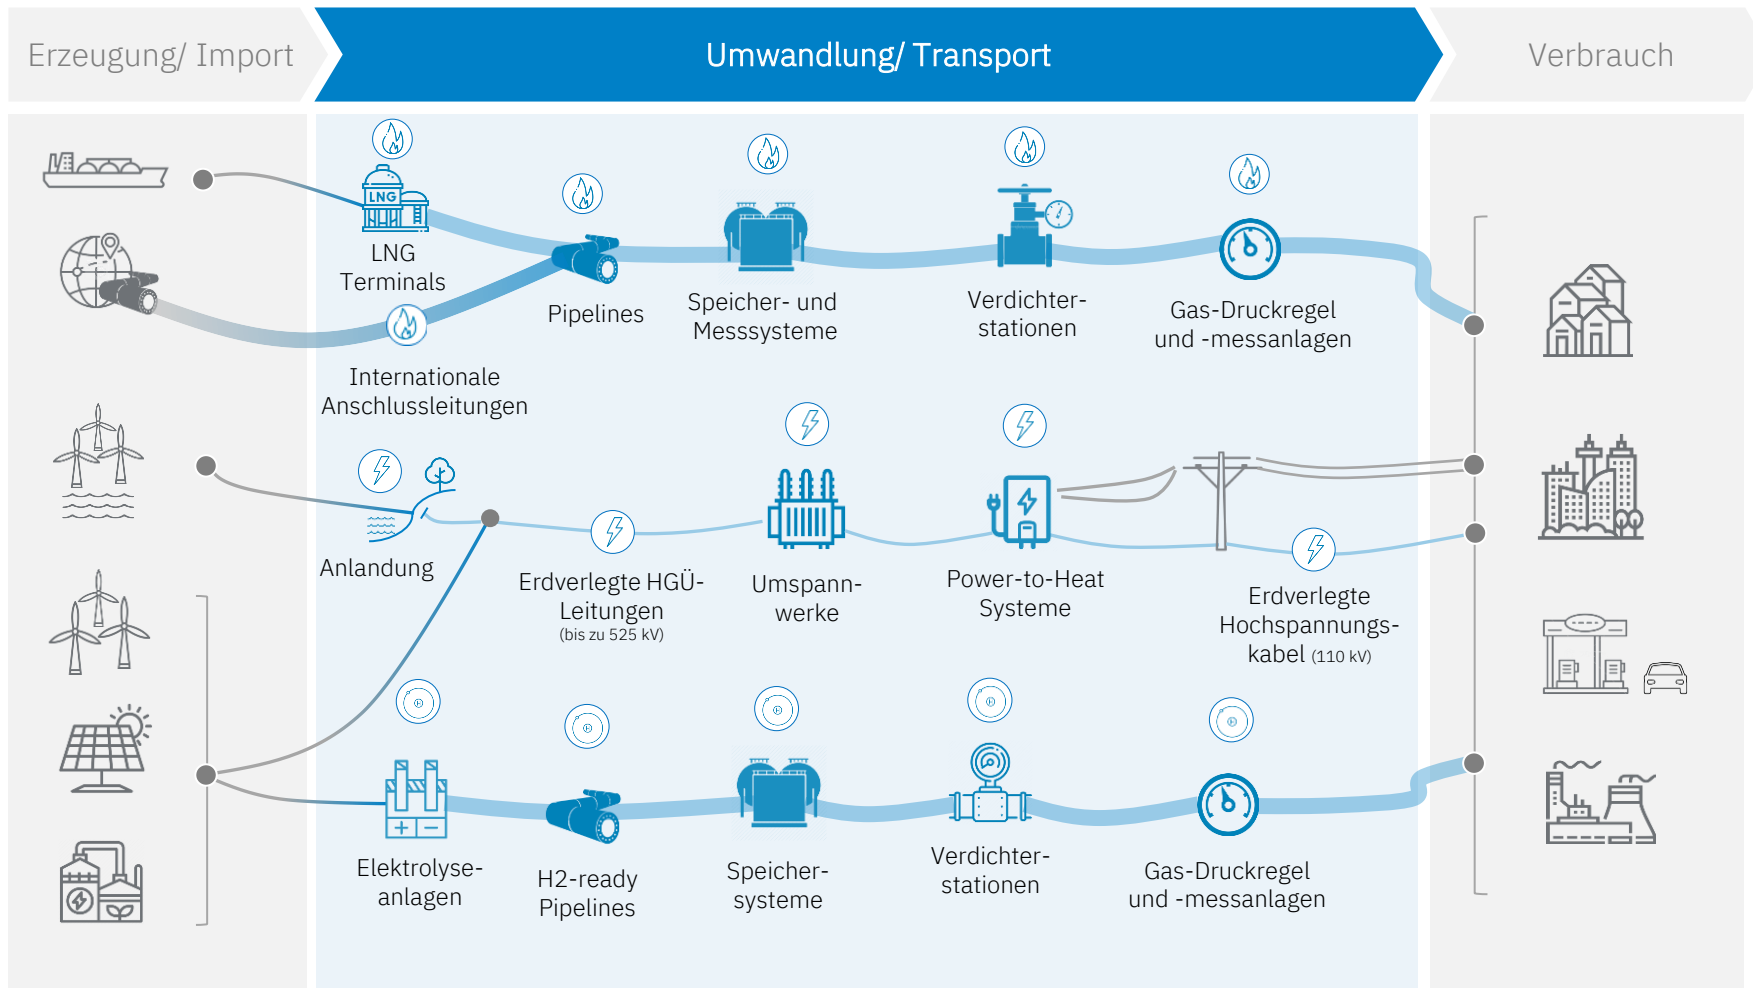 Erzeugung/ Import
Umwandlung/ Transport
Verbrauch
LNG
LNG
Terminals
Pipelines
Speicher- und
Messsysteme
Verdichter-
stationen
Gas-Druckregel
und -messanlagen
Internationale
Anschlussleitungen
Anlandung
Erdverlegte HGÜ-
Leitungen
(bis zu 525 kV)
Umspann-
werke
Power-to-Heat
Systeme
Erdverlegte
Hochspannungs-
kabel (110 kV)
Elektrolyse-
anlagen
H2-ready
Pipelines
Speicher-
systeme
Verdichter-
stationen
Gas-Druckregel
und -messanlagen